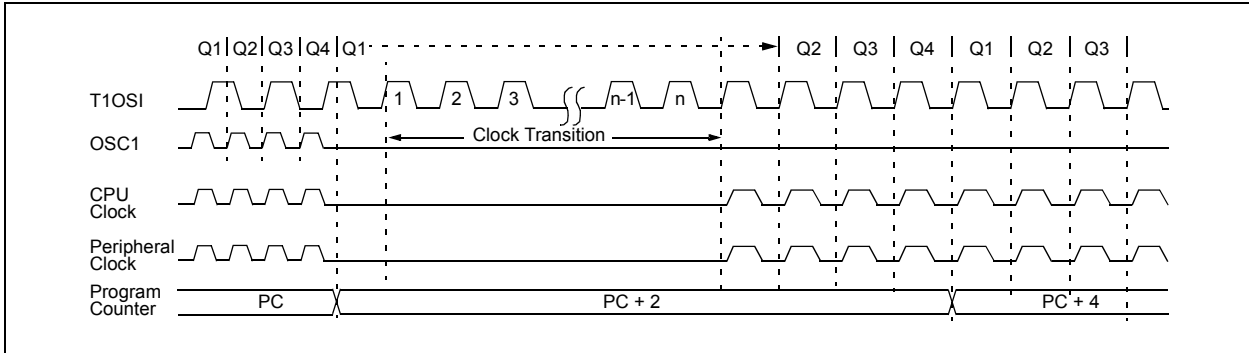 Q1 Q2 Q3 Q4 Q1 Q2 Q3 Q4 Q1 Q2 Q3
T1OSI 1 2 3 n-1 n
Clock Transition
OSC1
CPU
Clock
Peripheral
Clock
Program
Counter
PC PC + 2 PC + 4